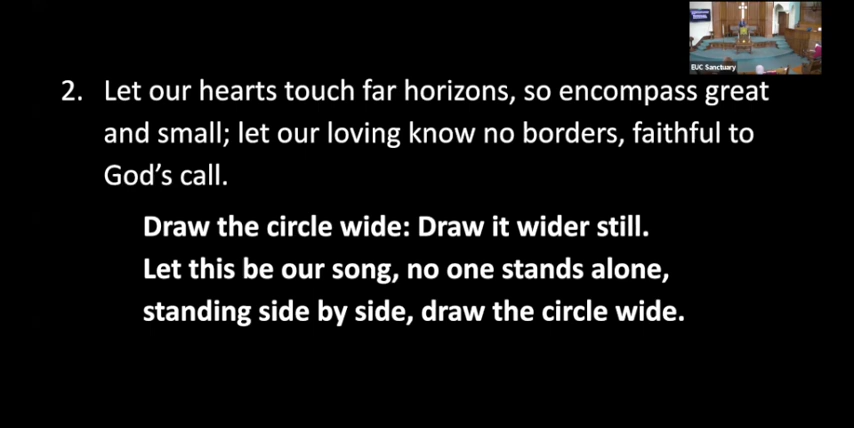 EUC Sanctuary
2. Let our hearts touch far horizons, so encompass great
and small; let our loving know no borders, faithful to
God’s call.
Draw the circle wide: Draw it wider still.
Let this be our song, no one stands alone,
standing side by side, draw the circle wide.